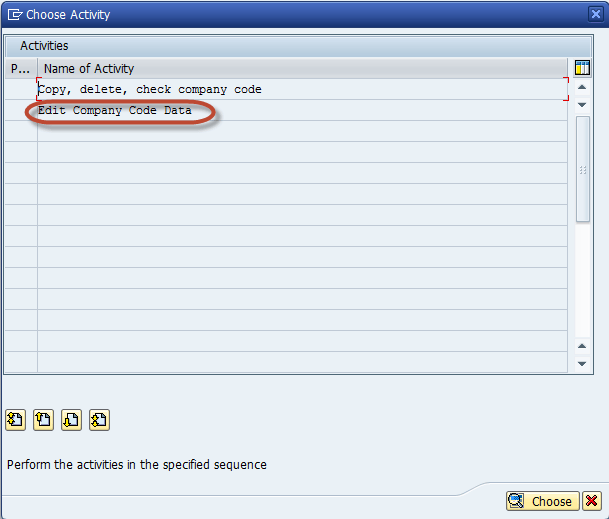 Choose Activity
Activities
P... Name of Activity
Copy, delete, check company code
Edit Company Code Data
Perform the activities in the specified sequence
Choose